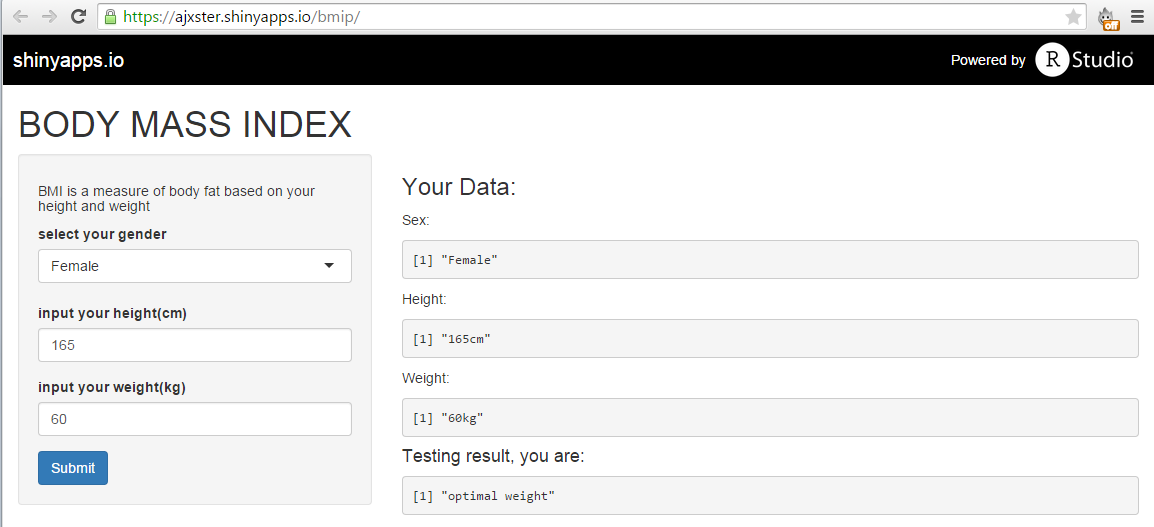 https://ajxster.shinyapps.io/bmip/
off
shinyapps.io
Powered by R Studio
BODY MASS INDEX
BMI is a measure of body fat based on your
height and weight
select your gender
Female
input your height(cm)
165
input your weight(kg)
60
Submit
Your Data:
Sex:
[1] "Female"
Height:
[1] "165cm"
Weight:
[1] "60kg"
Testing result, you are:
[1] "optimal weight"